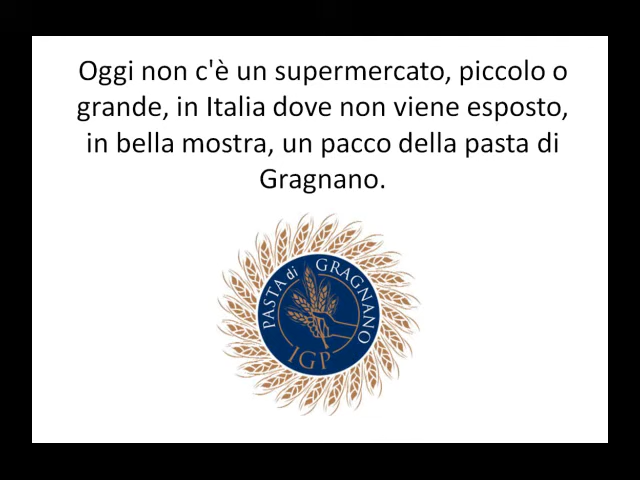 Oggi non c'è un supermercato, piccolo o
grande, in Italia dove non viene esposto,
in bella mostra, un pacco della pasta di
Gragnano.
PASTA di GRAGNANO
IGP